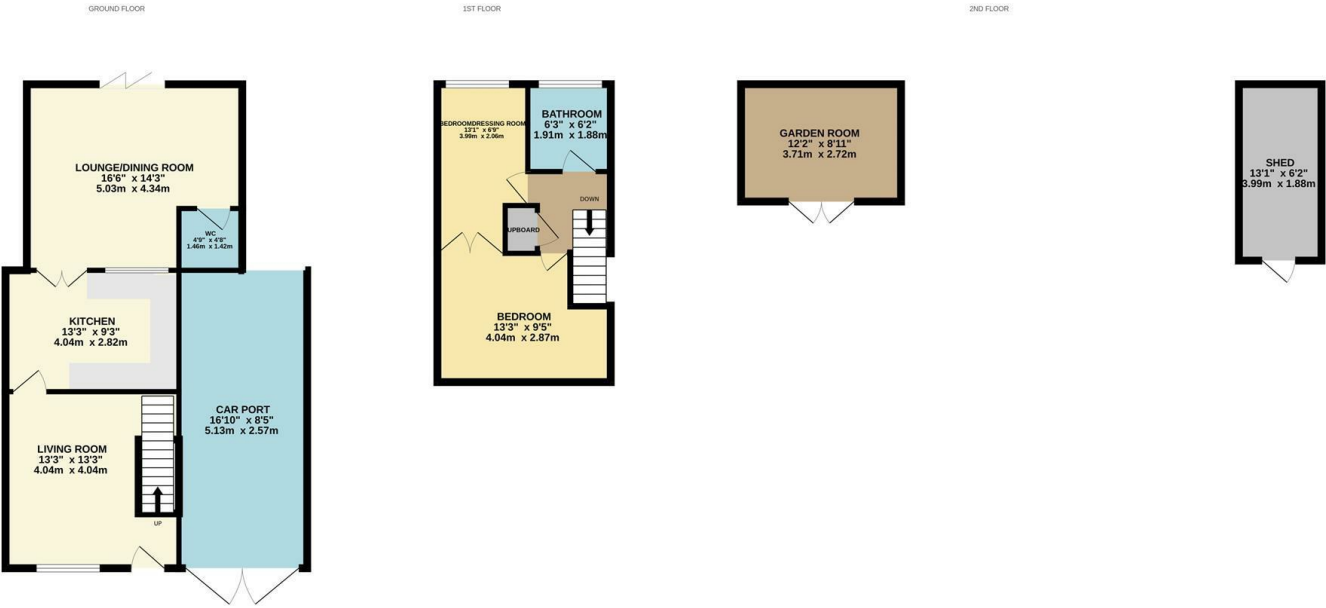 GROUND FLOOR
1ST FLOOR
2ND FLOOR
LOUNGE/DINING ROOM
16'6" x 14'3"
5.03m x 4.34m
WC
4'9" x 4'8"
1.46m x 1.42m
KITCHEN
13'3" x 9'3"
4.04m x 2.82m
LIVING ROOM
13'3" x 13'3"
4.04m x 4.04m
UP
CAR PORT
16'10" x 8'5"
5.13m x 2.57m
BEDROOMDRESSING ROOM
13'1" x 6'9"
3.99m x 2.06m
BATHROOM
6'3" x 6'2"
1.91m x 1.88m
DOWN
UPBOARD
BEDROOM
13'3" x 9'5"
4.04m x 2.87m
GARDEN ROOM
12'2" x 8'11"
3.71m x 2.72m
SHED
13'1" x 6'2"
3.99m x 1.88m